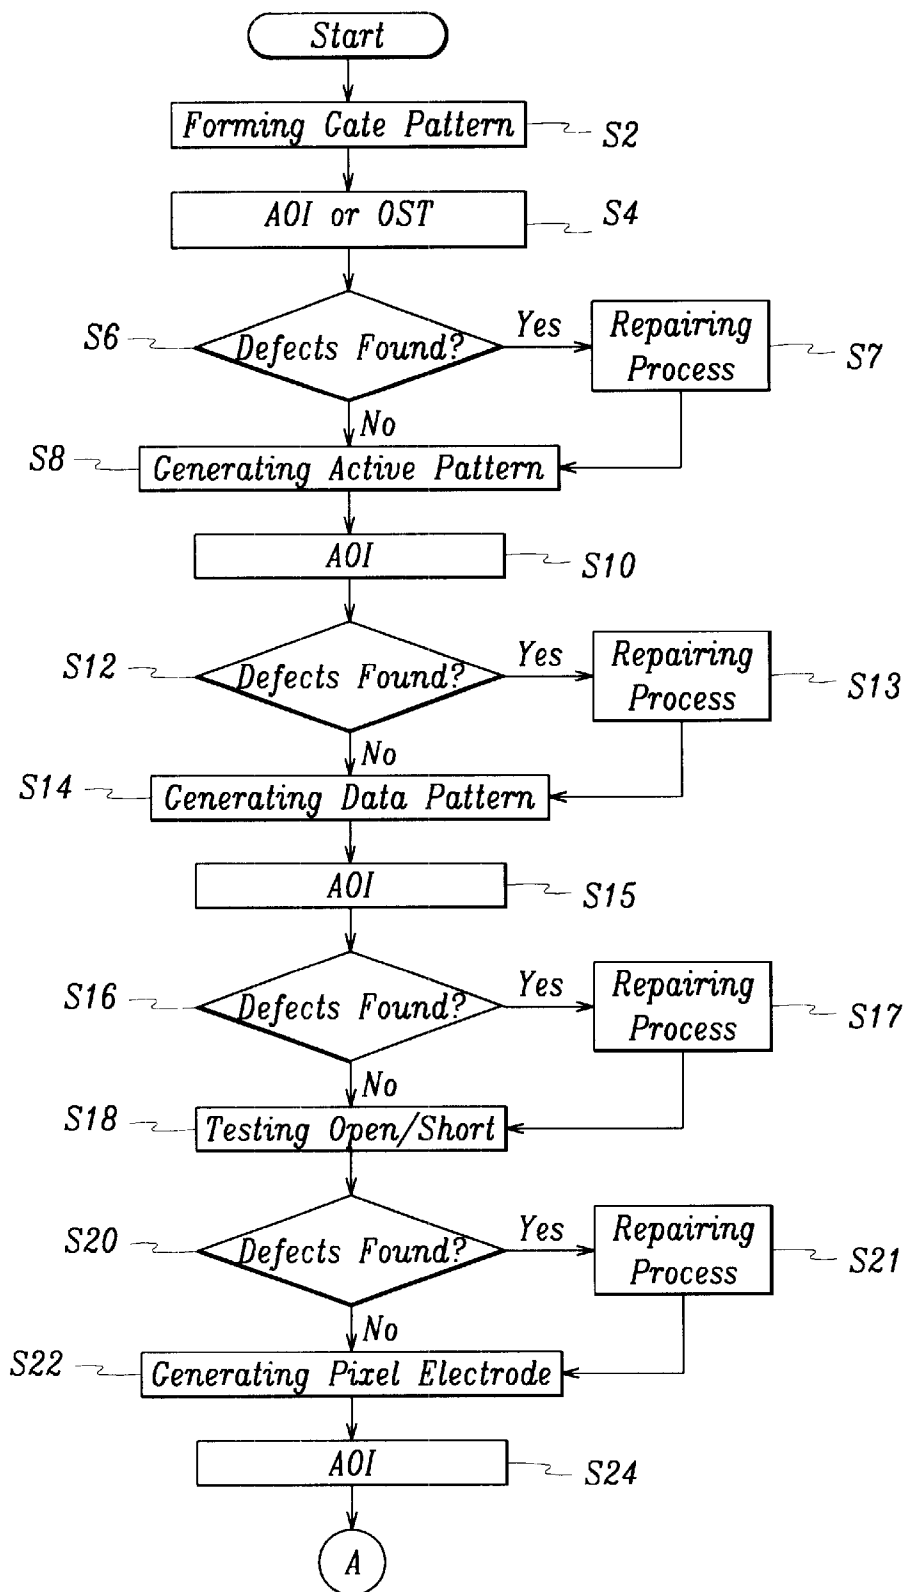 Start
Forming Gate Pattern
S2
AOI or OST
S4
S6
Defects Found?
Yes
Repairing
Process
S7
No
S8
Generating Active Pattern
AOI
S10
S12
Defects Found?
Yes
Repairing
Process
S13
No
S14
Generating Data Pattern
AOI
S15
S16
Defects Found?
Yes
Repairing
Process
S17
No
S18
Testing Open/Short
S20
Defects Found?
Yes
Repairing
Process
S21
No
S22
Generating Pixel Electrode
AOI
S24
A